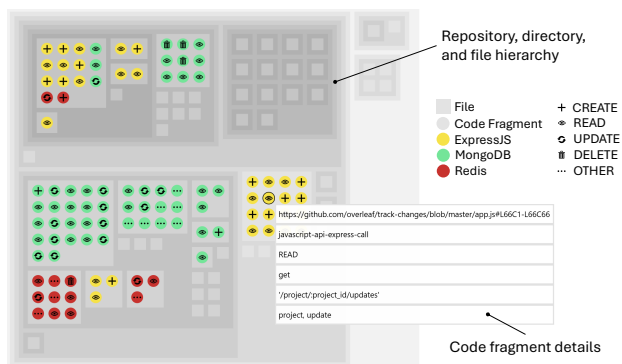 Repository, directory,
and file hierarchy
File
Code Fragment
ExpressJS
MongoDB
Redis
+ CREATE
READ
UPDATE
DELETE
··· OTHER
https://github.com/overleaf/track-changes/blob/master/app.js#L66C1-L66C66
javascript-api-express-call
READ
get
'/project/:project_id/updates'
project, update
Code fragment details